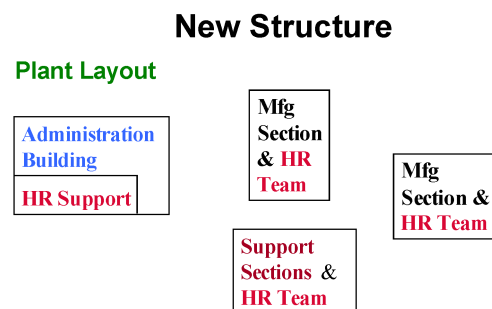 New Structure
Plant Layout
Administration
Building
HR Support
Mfg
Section
& HR
Team
Mfg
Section &
HR Team
Support
Sections &
HR Team